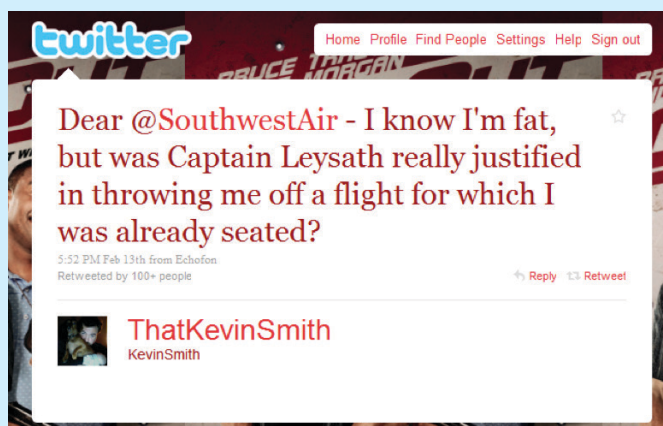 twitter
Home Profile Find People Settings Help Sign out
BRUCE
MORGAN
Dear @SouthwestAir - I know I'm fat,
but was Captain Leysath really justified
in throwing me off a flight for which I
was already seated?
5:52 PM Feb 13th from Echofon
Retweeted by 100+ people
Reply Retweet
ThatKevinSmith
KevinSmith